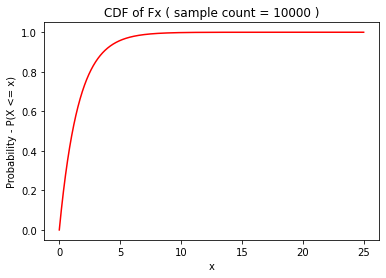 CDF of Fx ( sample count = 10000 )
Probability - P(X <= x)
1.0
0.8
0.6
0.4
0.2
0.0
0 5 10 15 20 25
x